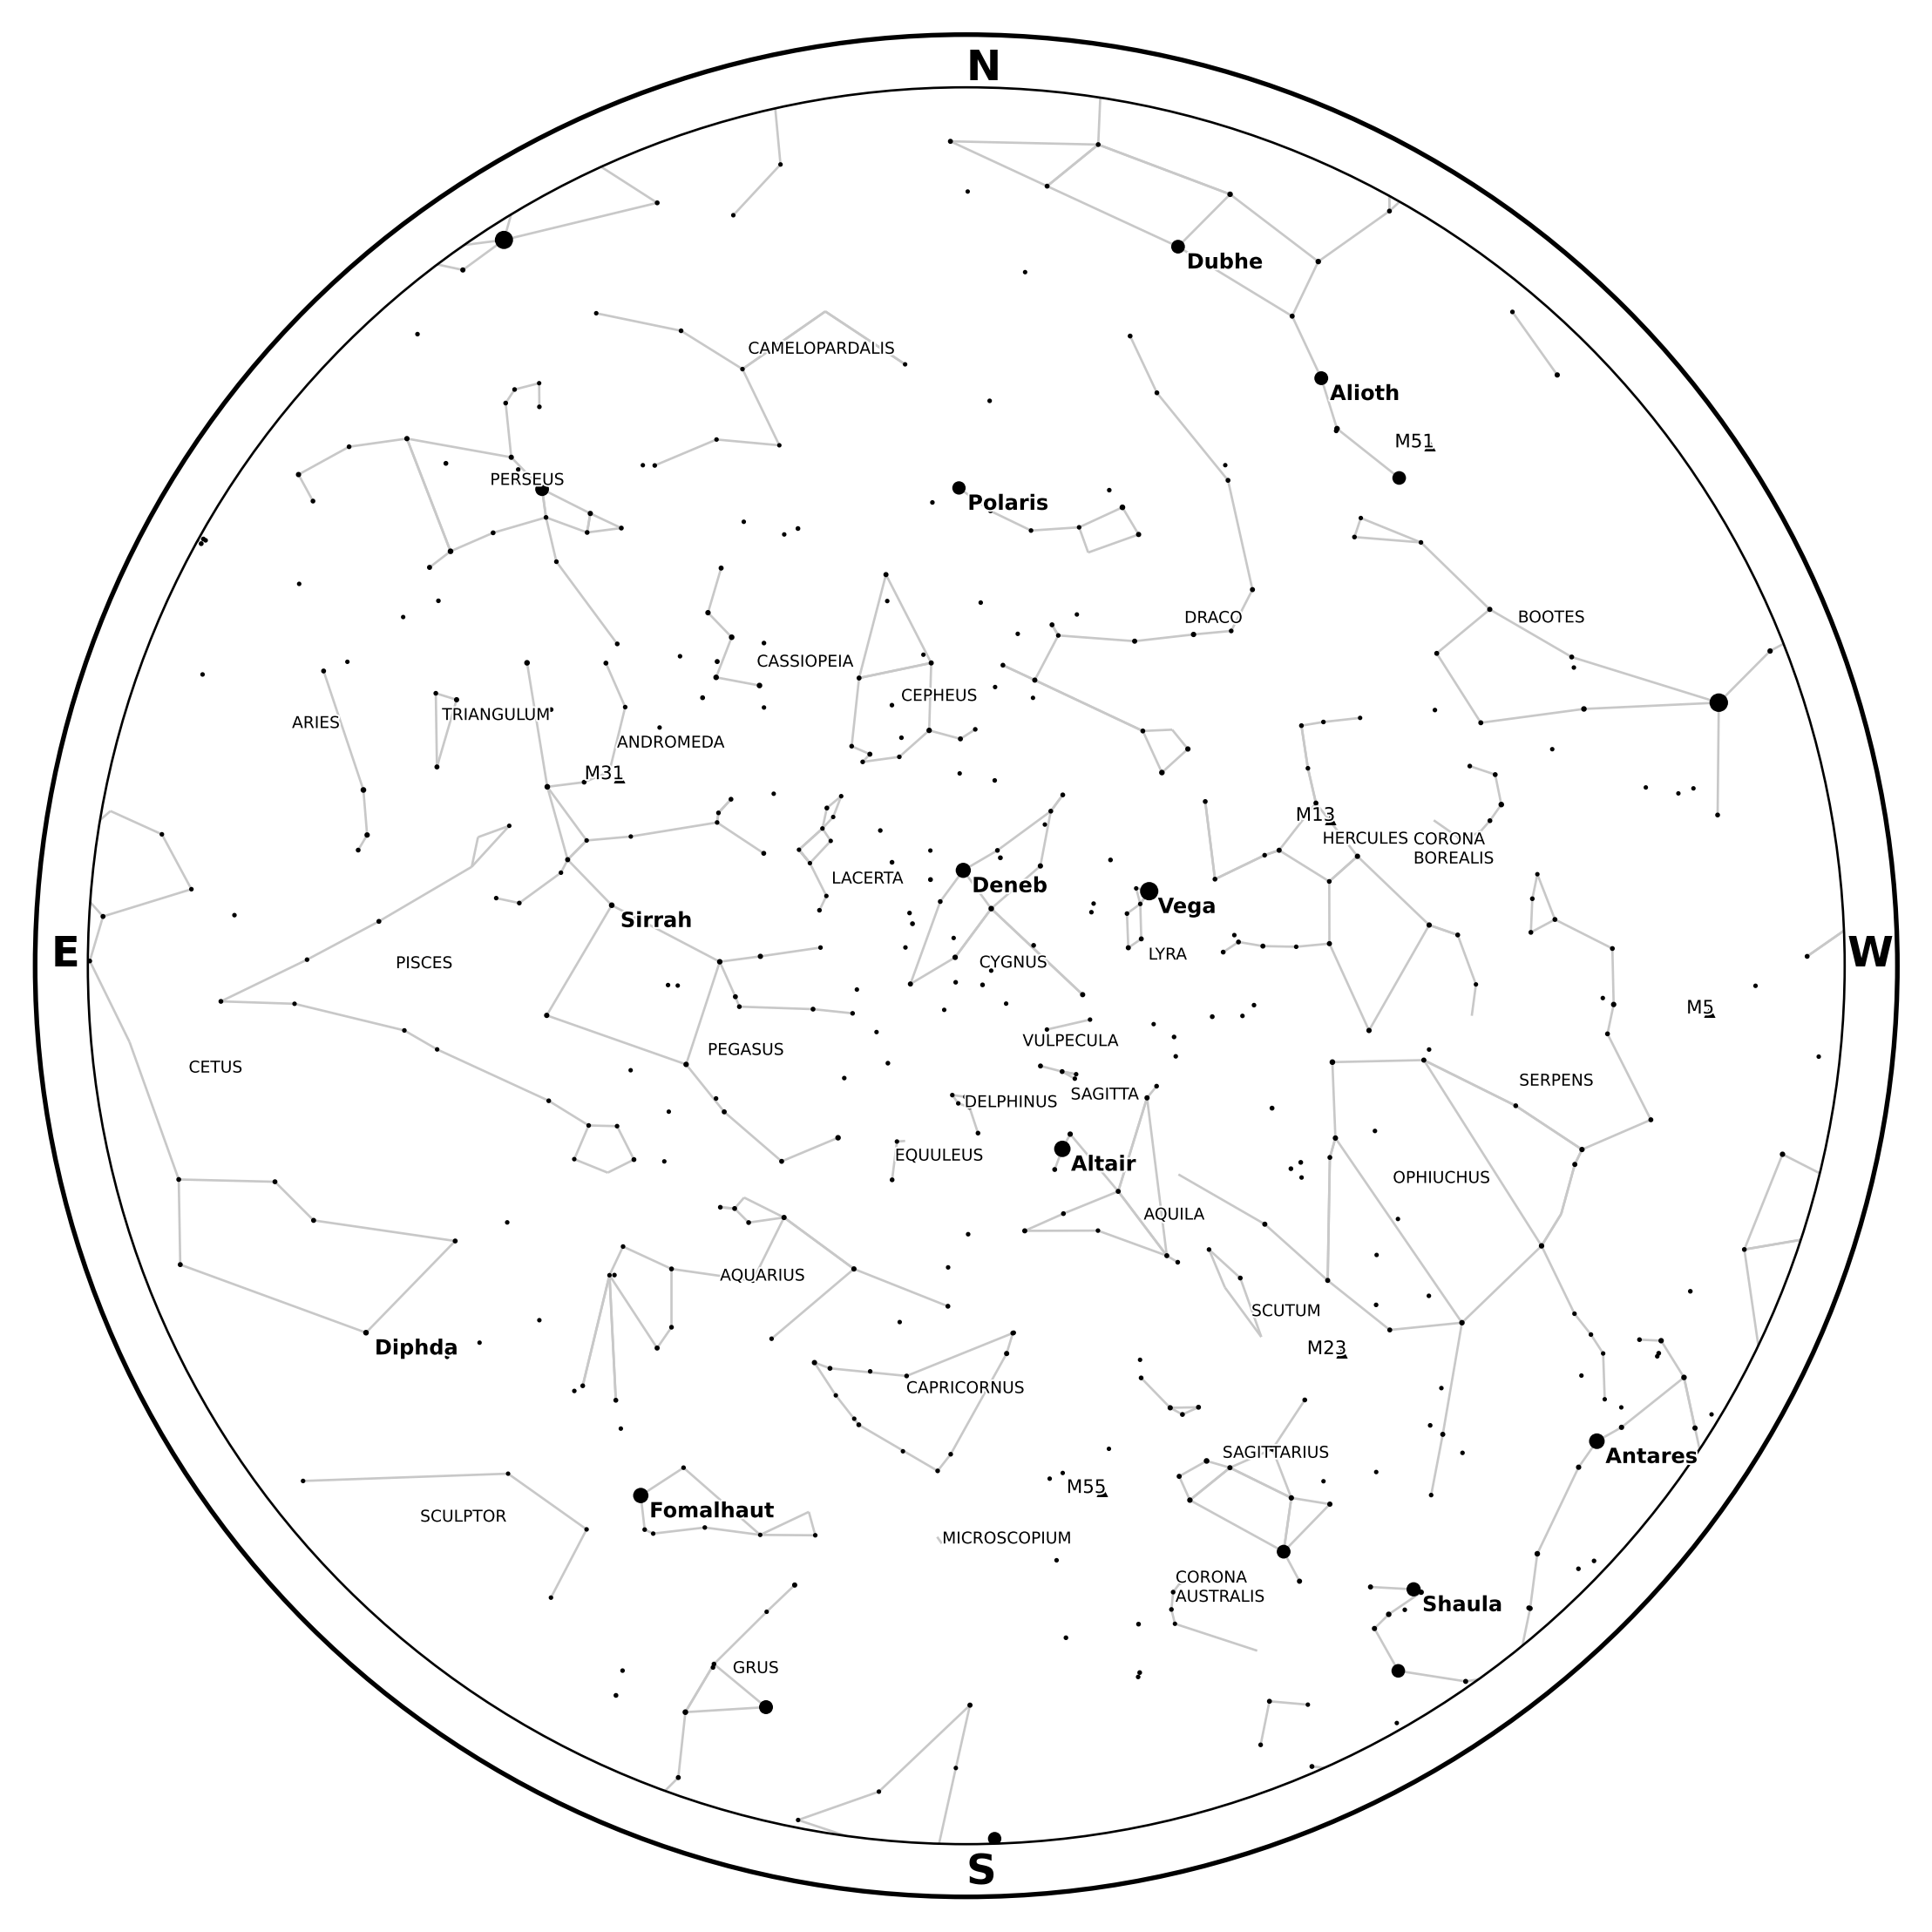 N
Dubhe
CAMELOPARDALIS
Alioth
M51
PERSEUS
Polaris
DRACO
BOOTES
CASSIOPEIA
CEPHEUS
TRIANGULUM
ARIES
ANDROMEDA
M31
M13
HERCULES
CORONA
BOREALIS
LACERTA
Deneb
Vega
Sirrah
E
W
LYRA
CYGNUS
PISCES
M5
VULPECULA
PEGASUS
CETUS
SERPENS
SAGITTA
DELPHINUS
EQUULEUS
Altair
OPHIUCHUS
AQUILA
AQUARIUS
SCUTUM
Diphda
M23
CAPRICORNUS
SAGITTARIUS
Antares
M55
Fomalhaut
SCULPTOR
MICROSCOPIUM
CORONA
AUSTRALIS
Shaula
GRUS
S